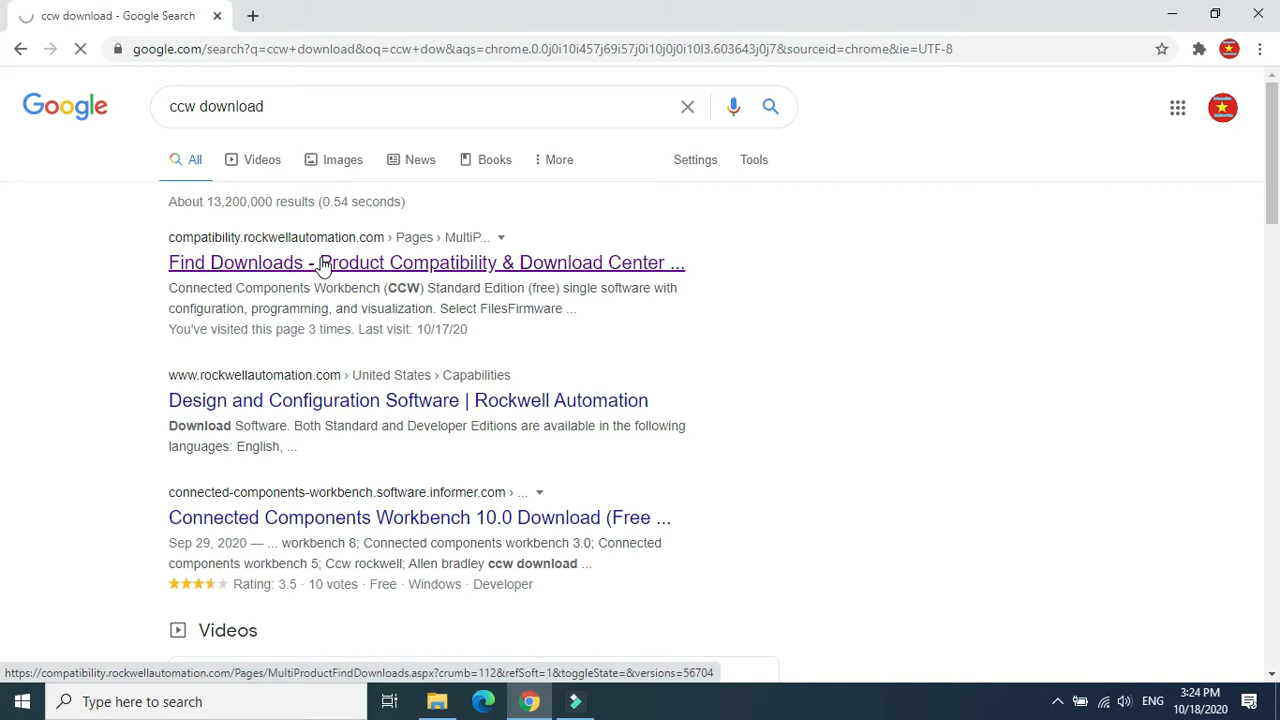 ccw download - Google Search
google.com/search?q=ccw+download&oq=ccw+dow&aqs=chrome.0.0j0i10i457j69i57j0i10j0j0i10l3.603643j0j7&sourceid=chrome&ie=UTF-8
Google
ccw download
All Videos Images News Books More Settings Tools
About 13,200,000 results (0.54 seconds)
compatibility.rockwellautomation.com › Pages › MultiP...
Find Downloads - Product Compatibility & Download Center ...
Connected Components Workbench (CCW) Standard Edition (free) single software with
configuration, programming, and visualization. Select FilesFirmware ...
You've visited this page 3 times. Last visit: 10/17/20
www.rockwellautomation.com › United States › Capabilities
Design and Configuration Software | Rockwell Automation
Download Software. Both Standard and Developer Editions are available in the following
languages: English, ...
connected-components-workbench.software.informer.com › ...
Connected Components Workbench 10.0 Download (Free ...
Sep 29, 2020 — ... workbench 8; Connected components workbench 3.0; Connected
components workbench 5; Ccw rockwell; Allen bradley ccw download ...
Rating: 3.5 · 10 votes · Free · Windows · Developer
Videos
https://compatibility.rockwellautomation.com/Pages/MultiProductFindDownloads.aspx?crumb=112&refSoft=1&toggleState=&versions=56704
Type here to search
ENG
3:24 PM
10/18/2020